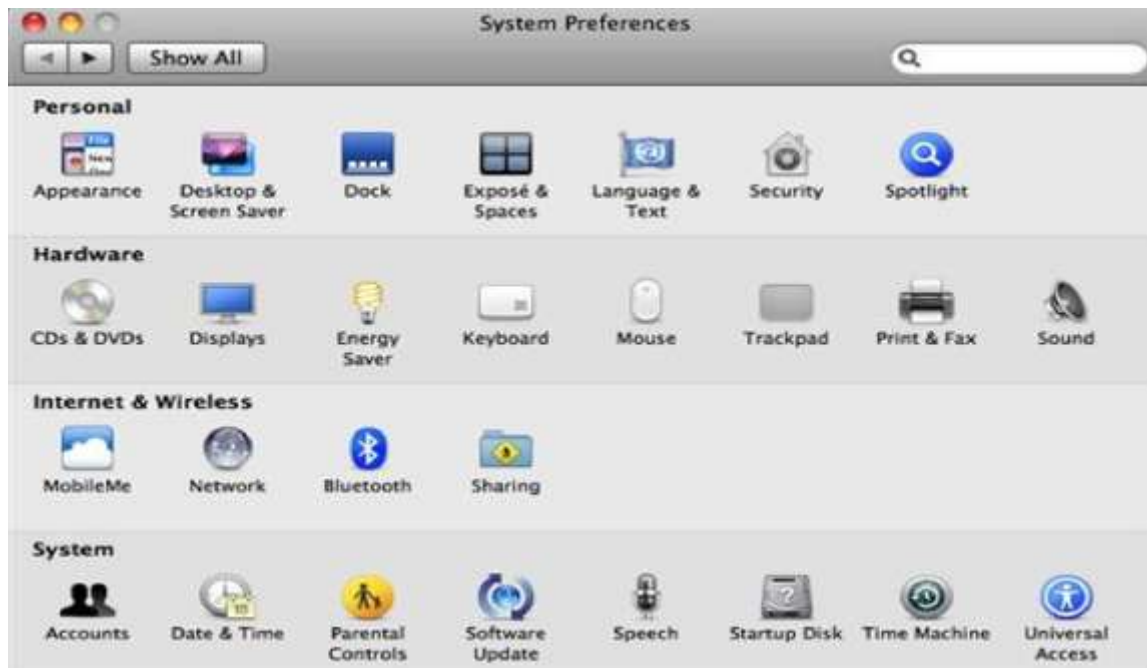 System Preferences
Show All
Personal
Appearance
Desktop &
Screen Saver
Dock
Exposé &
Spaces
Language &
Text
Security
Spotlight
Hardware
CDs & DVDs
Displays
Energy
Saver
Keyboard
Mouse
Trackpad
Print & Fax
Sound
Internet & Wireless
MobileMe
Network
Bluetooth
Sharing
System
Accounts
Date & Time
Parental
Controls
Software
Update
Speech
Startup Disk
Time Machine
Universal
Access